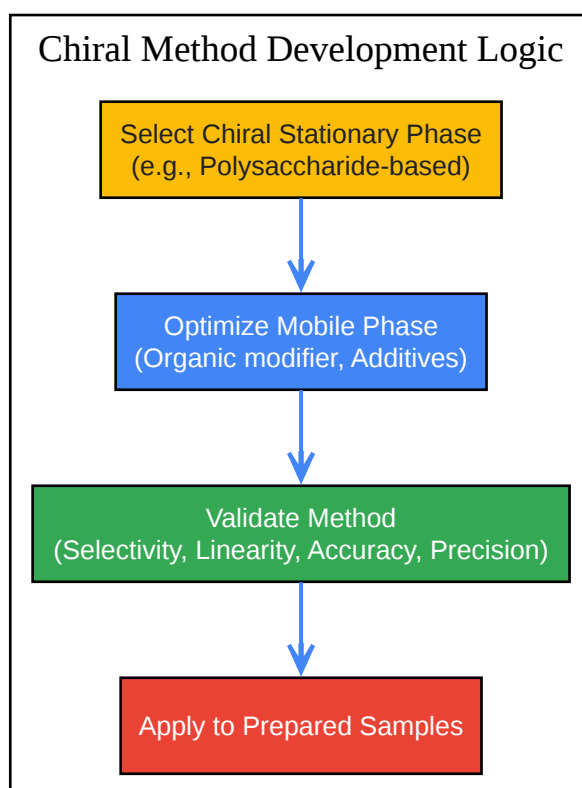 Chiral Method Development Logic
Select Chiral Stationary Phase
(e.g., Polysaccharide-based)
Optimize Mobile Phase
(Organic modifier, Additives)
Validate Method
(Selectivity, Linearity, Accuracy, Precision)
Apply to Prepared Samples